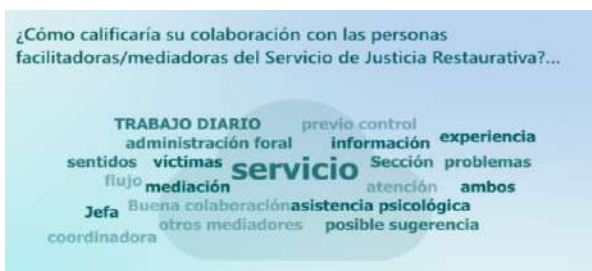 ¿Cómo calificaría su colaboración con las personas
facilitadoras/mediadoras del Servicio de Justicia Restaurativa?...
TRABAJO DIARIO previo control
administración foral información experiencia
sentidos víctimas servicio Sección problemas
flujo mediación atención ambos
Jefa Buena colaboración asistencia psicológica
otros mediadores posible sugerencia
coordinadora